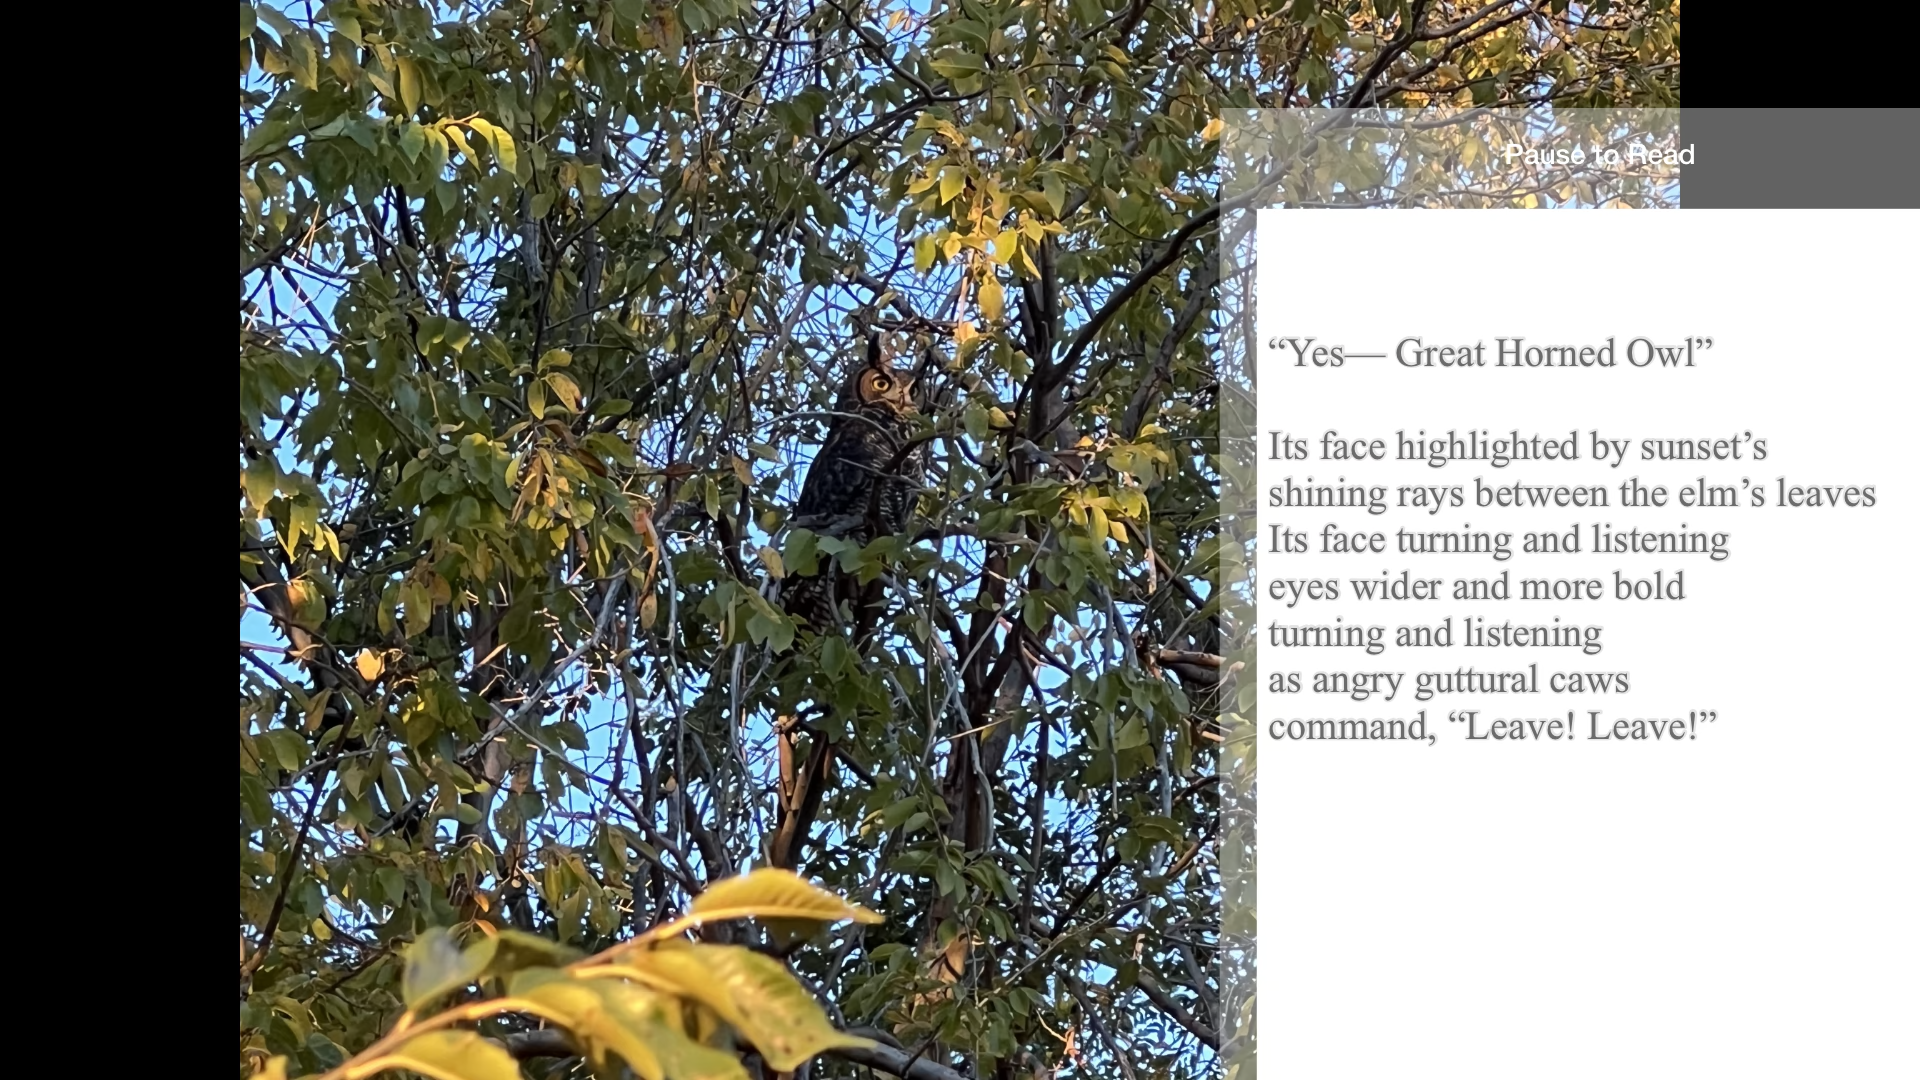 Pause to Read
“Yes— Great Horned Owl”
Its face highlighted by sunset’s
shining rays between the elm’s leaves
Its face turning and listening
eyes wider and more bold
turning and listening
as angry guttural caws
command, “Leave! Leave!”